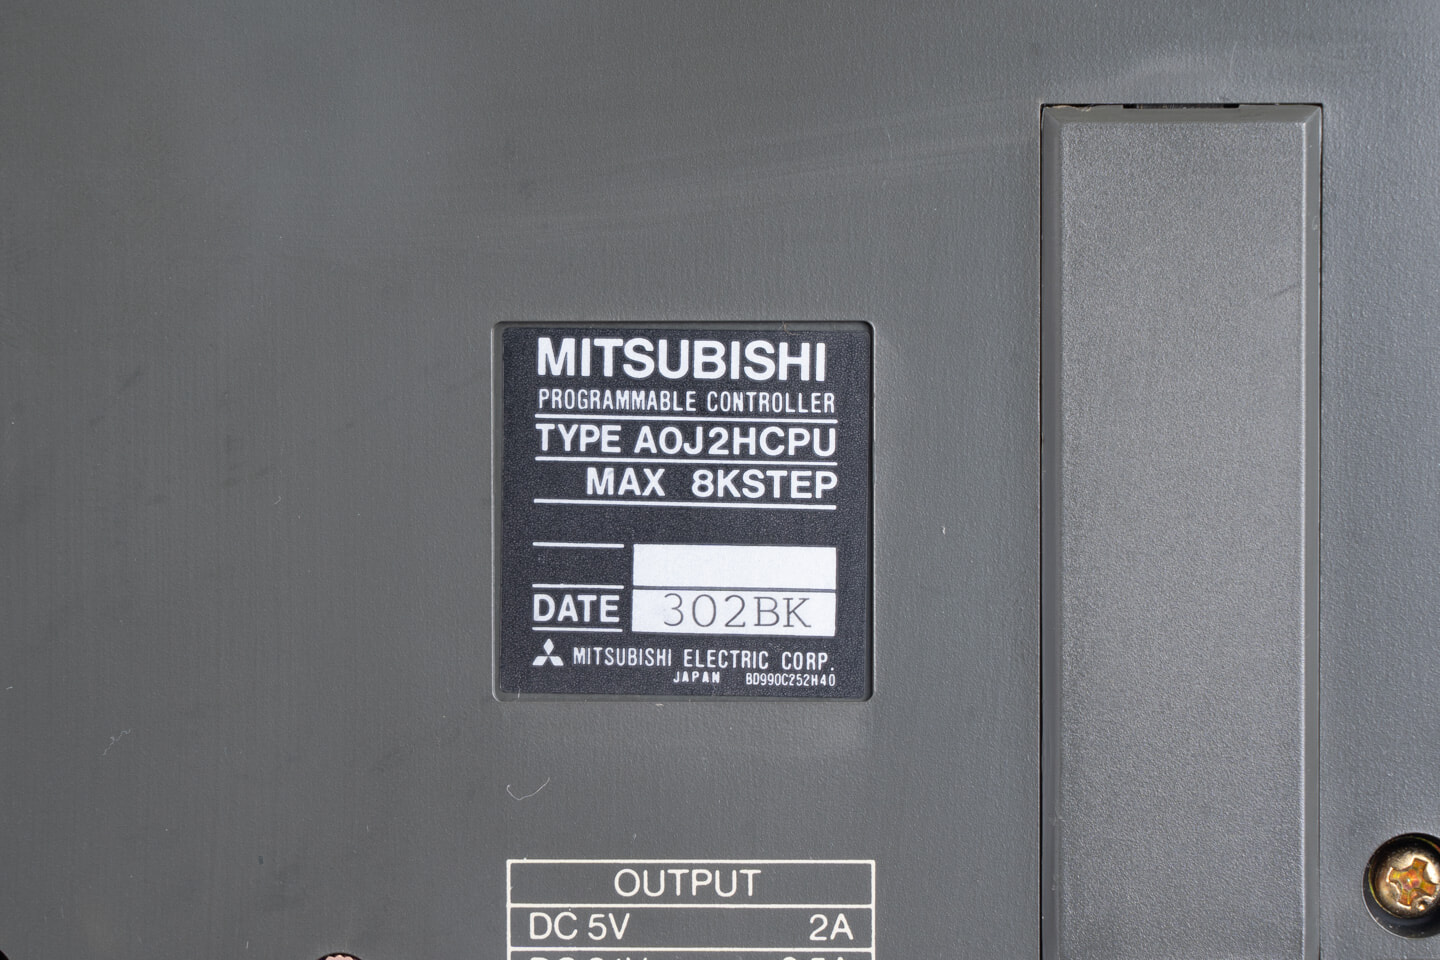 MITSUBISHI
PROGRAMMABLE CONTROLLER
TYPE A0J2HCPU
MAX 8KSTEP
DATE 302BK
MITSUBISHI ELECTRIC CORP.
JAPAN BD990C252H40
OUTPUT
DC 5V 2A